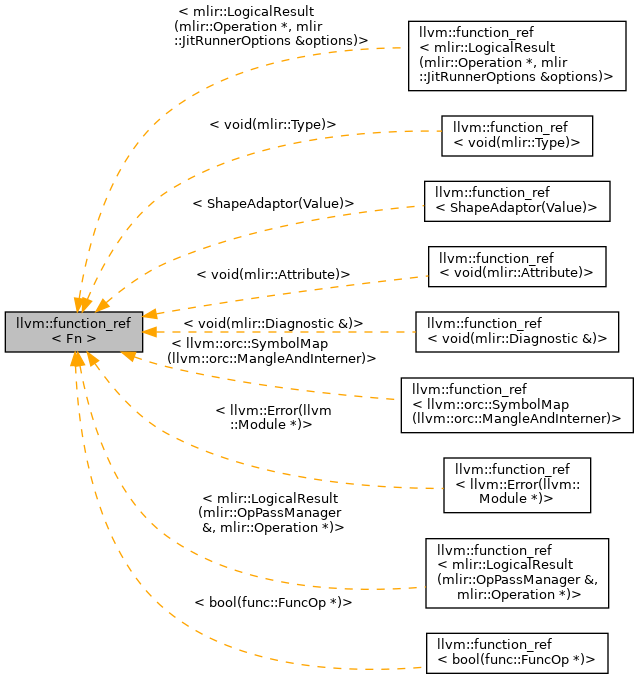 < mlir::LogicalResult
(mlir::Operation *, mlir
::JitRunnerOptions &options)>
llvm::function_ref
< mlir::LogicalResult
(mlir::Operation *, mlir
::JitRunnerOptions &options)>
< void(mlir::Type)>
llvm::function_ref
< void(mlir::Type)>
< ShapeAdaptor(Value)>
llvm::function_ref
< ShapeAdaptor(Value)>
< void(mlir::Attribute)>
llvm::function_ref
< void(mlir::Attribute)>
llvm::function_ref
< Fn >
< void(mlir::Diagnostic &)>
llvm::function_ref
< void(mlir::Diagnostic &)>
< llvm::orc::SymbolMap
(llvm::orc::MangleAndInterner)>
llvm::function_ref
< llvm::orc::SymbolMap
(llvm::orc::MangleAndInterner)>
< llvm::Error(llvm
::Module *)>
llvm::function_ref
< llvm::Error(llvm::
Module *)>
< mlir::LogicalResult
(mlir::OpPassManager
&, mlir::Operation *)>
llvm::function_ref
< mlir::LogicalResult
(mlir::OpPassManager &,
mlir::Operation *)>
< bool(func::FuncOp *)>
llvm::function_ref
< bool(func::FuncOp *)>